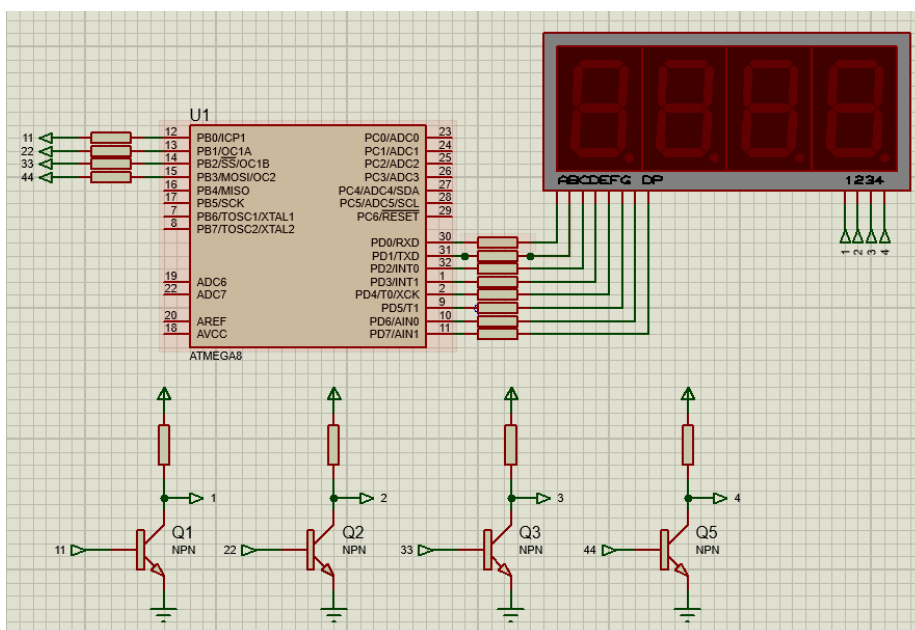 U1
11
22
33
44
12
13
14
15
16
17
7
8
19
22
20
18
PB0/ICP1
PB1/OC1A
PB2/SS/OC1B
PB3/MOSI/OC2
PB4/MISO
PB5/SCK
PB6/TOSC1/XTAL1
PB7/TOSC2/XTAL2
ADC6
ADC7
AREF
AVCC
PC0/ADC0
PC1/ADC1
PC2/ADC2
PC3/ADC3
PC4/ADC4/SDA
PC5/ADC5/SCL
PC6/RESET
PD0/RXD
PD1/TXD
PD2/INT0
PD3/INT1
PD4/T0/XCK
PD5/T1
PD6/AIN0
PD7/AIN1
23
24
25
26
27
28
29
30
31
32
1
2
9
10
11
ATMEGA8
ABCDEFG DP
1234
1
2
3
4
1
2
3
4
11
Q1
NPN
22
Q2
NPN
33
Q3
NPN
44
Q5
NPN